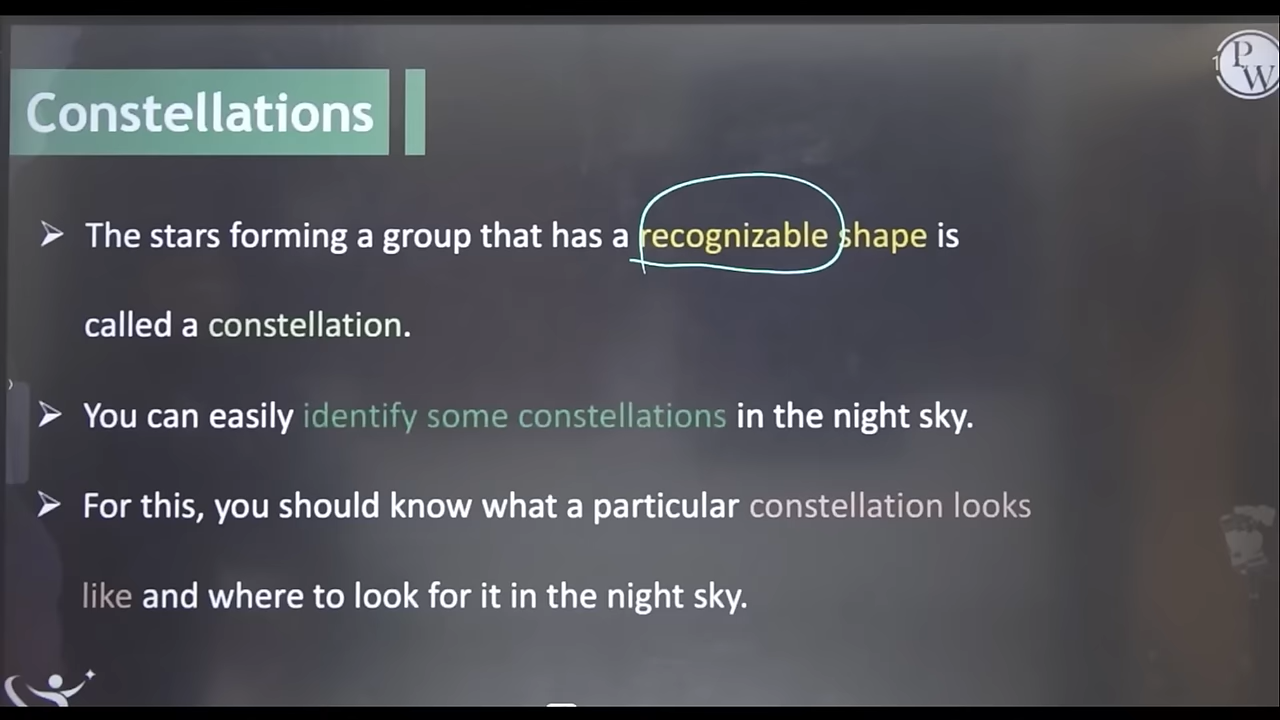 PW
Constellations
➤ The stars forming a group that has a recognizable shape is
called a constellation.
➤ You can easily identify some constellations in the night sky.
➤ For this, you should know what a particular constellation looks
like and where to look for it in the night sky.